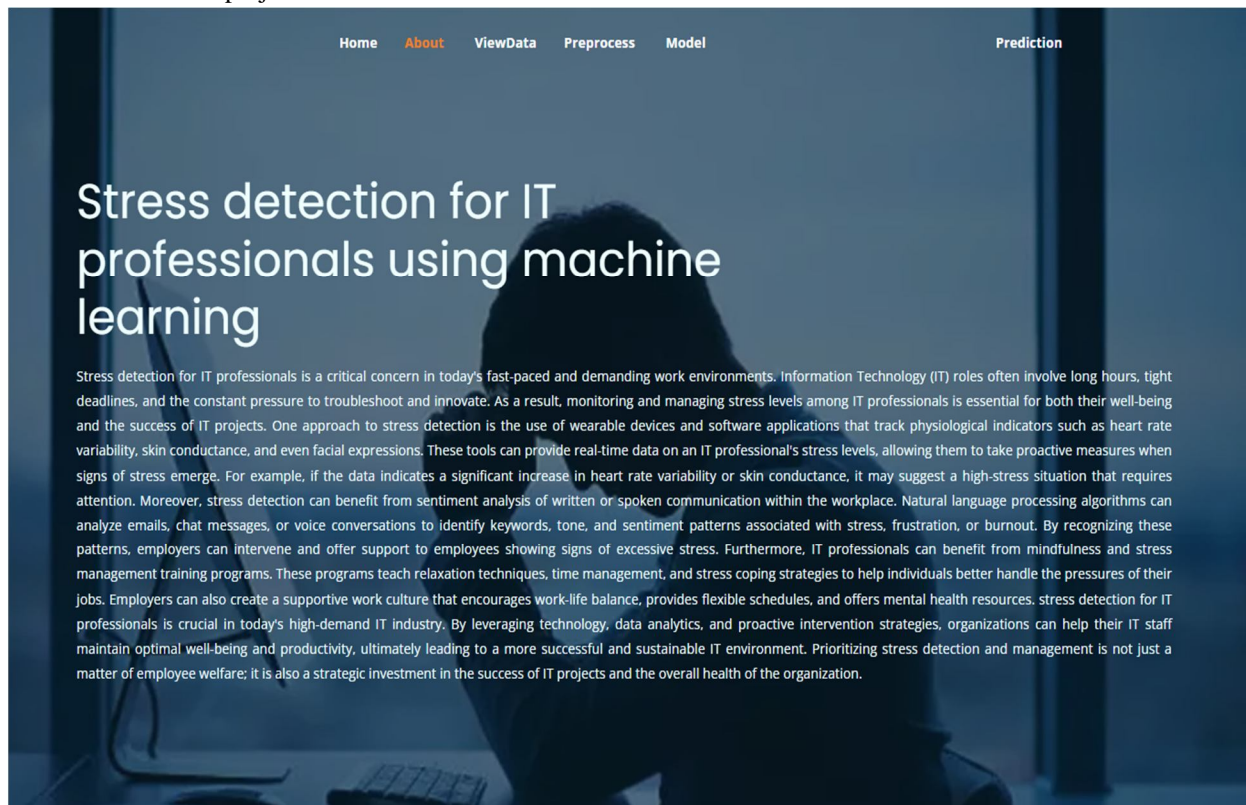 Home About ViewData Preprocess Model Prediction
Stress detection for IT
professionals using machine
learning
Stress detection for IT professionals is a critical concern in today's fast-paced and demanding work environments. Information Technology (IT) roles often involve long hours, tight
deadlines, and the constant pressure to troubleshoot and innovate. As a result, monitoring and managing stress levels among IT professionals is essential for both their well-being
and the success of IT projects. One approach to stress detection is the use of wearable devices and software applications that track physiological indicators such as heart rate
variability, skin conductance, and even facial expressions. These tools can provide real-time data on an IT professional's stress levels, allowing them to take proactive measures when
signs of stress emerge. For example, if the data indicates a significant increase in heart rate variability or skin conductance, it may suggest a high-stress situation that requires
attention. Moreover, stress detection can benefit from sentiment analysis of written or spoken communication within the workplace. Natural language processing algorithms can
analyze emails, chat messages, or voice conversations to identify keywords, tone, and sentiment patterns associated with stress, frustration, or burnout. By recognizing these
patterns, employers can intervene and offer support to employees showing signs of excessive stress. Furthermore, IT professionals can benefit from mindfulness and stress
management training programs. These programs teach relaxation techniques, time management, and stress coping strategies to help individuals better handle the pressures of their
jobs. Employers can also create a supportive work culture that encourages work-life balance, provides flexible schedules, and offers mental health resources. stress detection for IT
professionals is crucial in today's high-demand IT industry. By leveraging technology, data analytics, and proactive intervention strategies, organizations can help their IT staff
maintain optimal well-being and productivity, ultimately leading to a more successful and sustainable IT environment. Prioritizing stress detection and management is not just a
matter of employee welfare; it is also a strategic investment in the success of IT projects and the overall health of the organization.